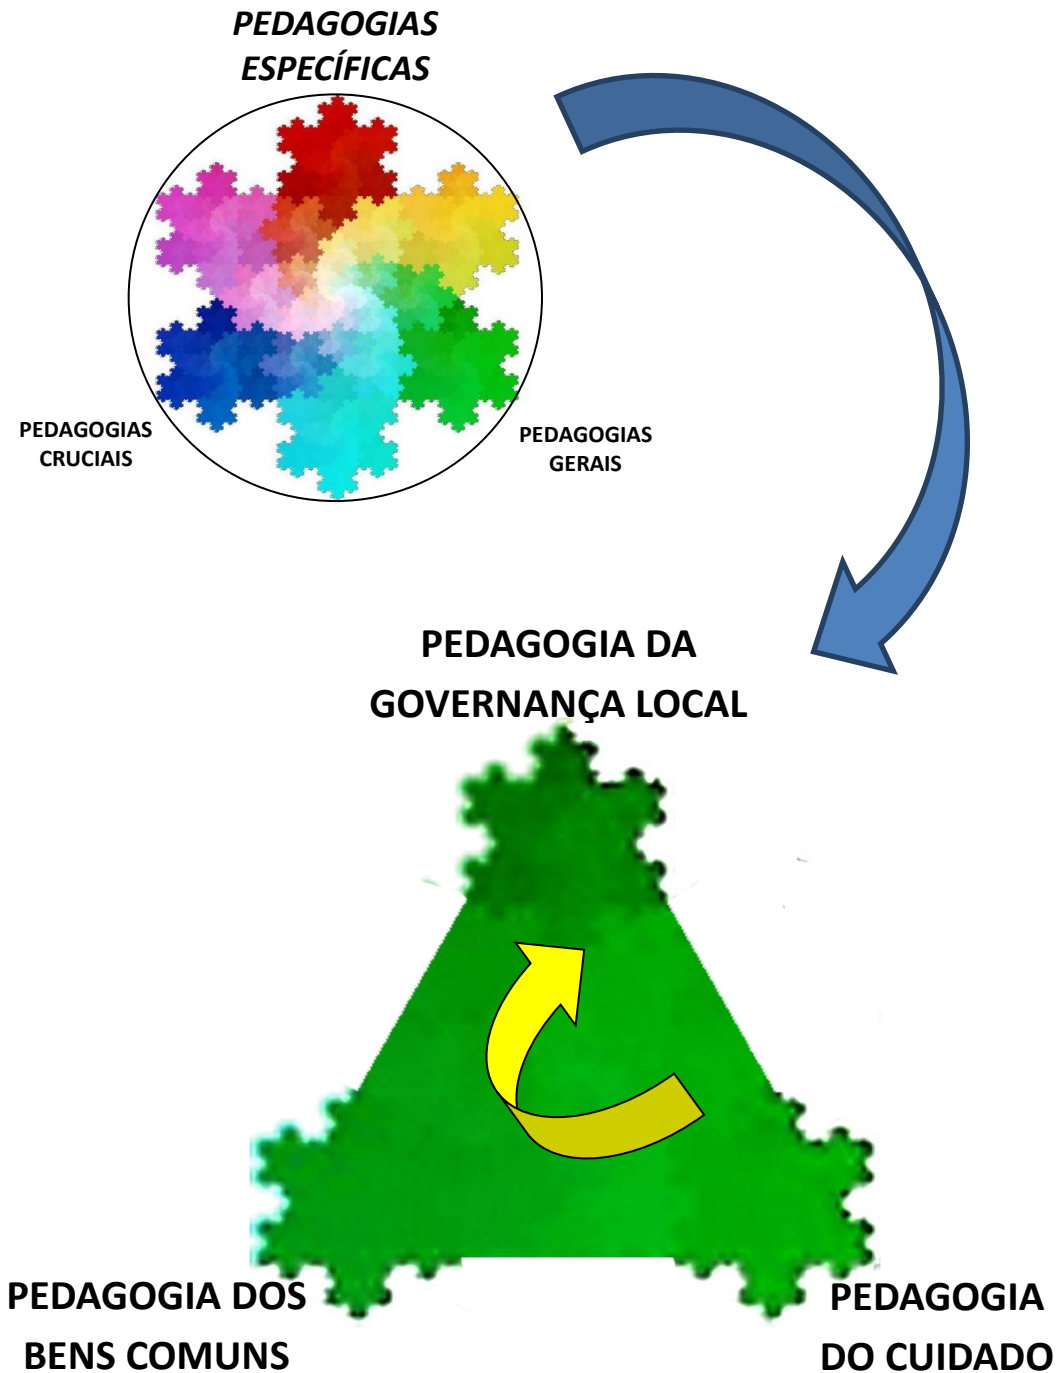 PEDAGOGIAS
ESPECÍFICAS
PEDAGOGIAS
CRUCIAIS
PEDAGOGIAS
GERAIS
PEDAGOGIA DA
GOVERNANÇA LOCAL
PEDAGOGIA DOS
BENS COMUNS
PEDAGOGIA
DO CUIDADO